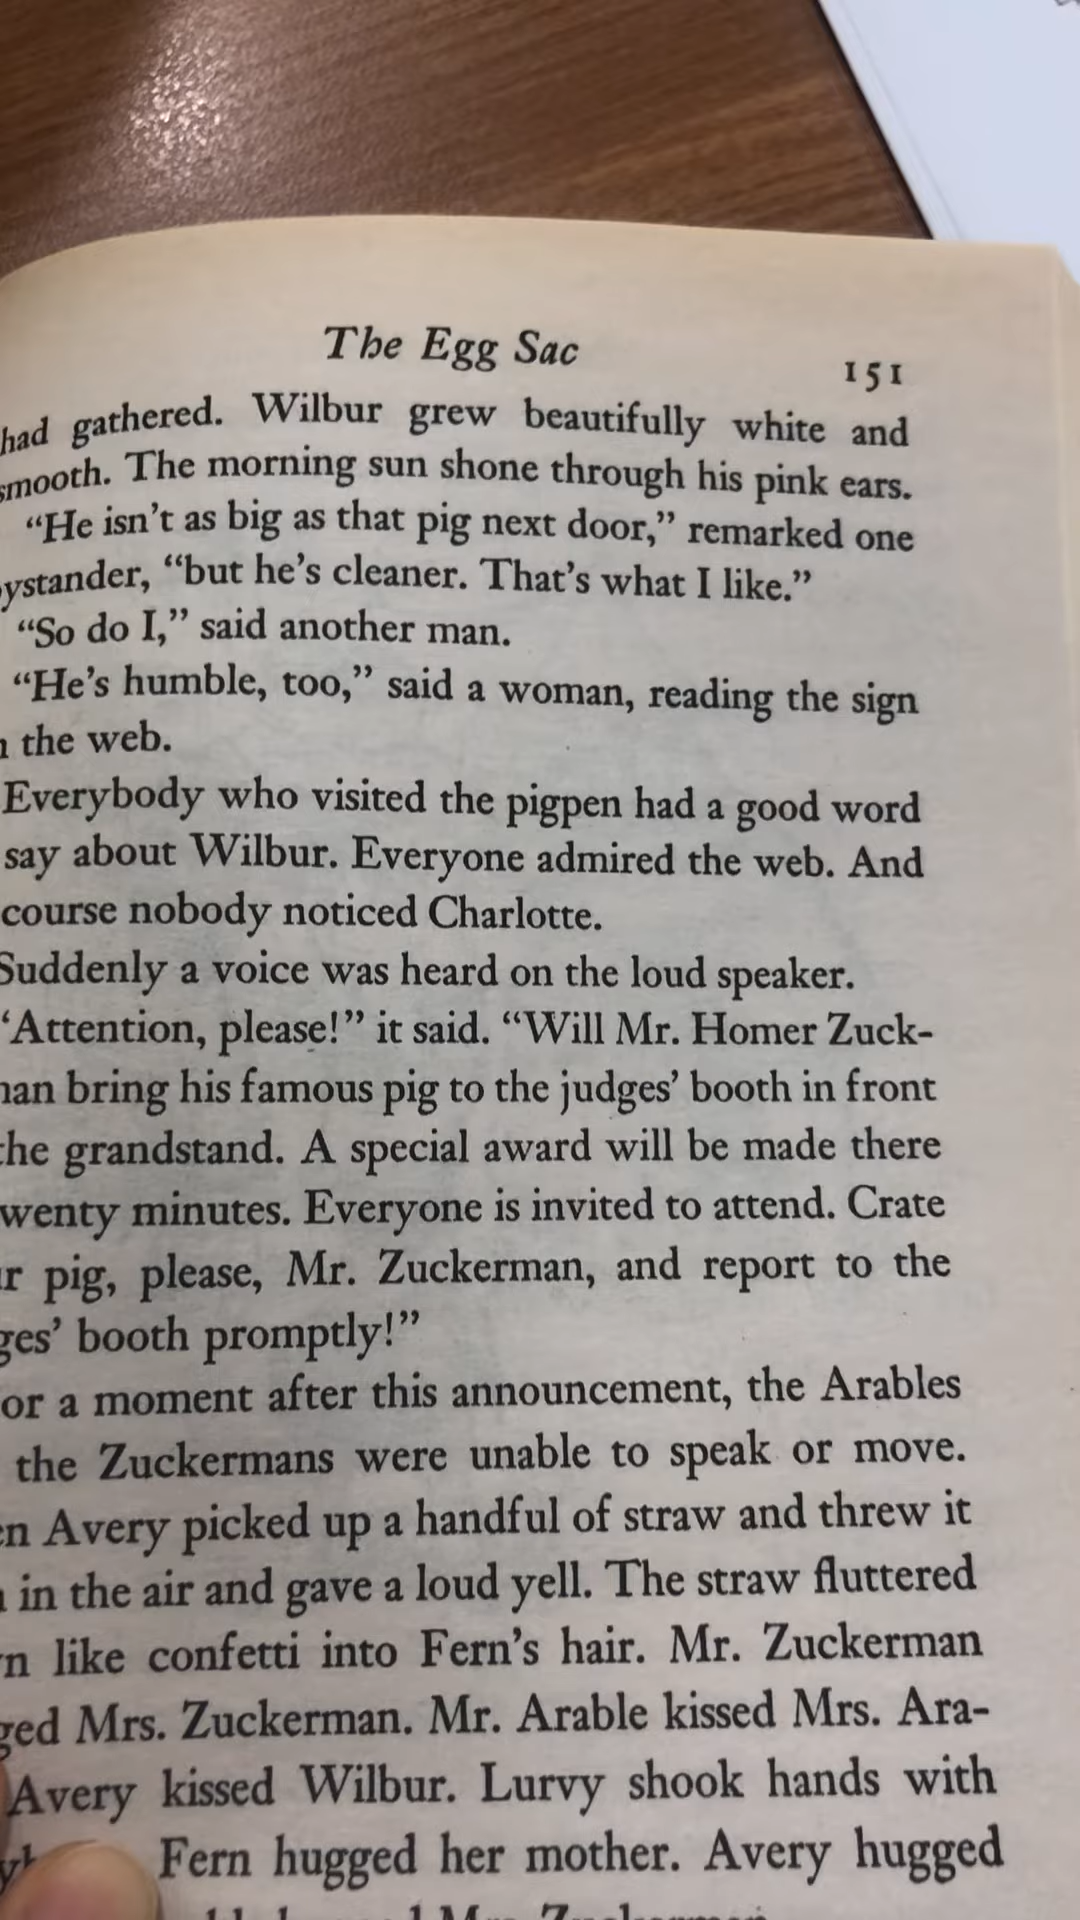 The Egg Sac
151
had gathered. Wilbur grew beautifully white and
smooth. The morning sun shone through his pink ears.
“He isn’t as big as that pig next door,” remarked one
ystander, “but he’s cleaner. That’s what I like.”
“So do I,” said another man.
“He’s humble, too,” said a woman, reading the sign
the web.
Everybody who visited the pigpen had a good word
say about Wilbur. Everyone admired the web. And
course nobody noticed Charlotte.
Suddenly a voice was heard on the loud speaker.
‘Attention, please!” it said. “Will Mr. Homer Zuck-
man bring his famous pig to the judges’ booth in front
the grandstand. A special award will be made there
wenty minutes. Everyone is invited to attend. Crate
r pig, please, Mr. Zuckerman, and report to the
ges’ booth promptly!”
or a moment after this announcement, the Arables
the Zuckermans were unable to speak or move.
en Avery picked up a handful of straw and threw it
in the air and gave a loud yell. The straw fluttered
n like confetti into Fern’s hair. Mr. Zuckerman
ged Mrs. Zuckerman. Mr. Arable kissed Mrs. Ara-
Avery kissed Wilbur. Lurvy shook hands with
Fern hugged her mother. Avery hugged